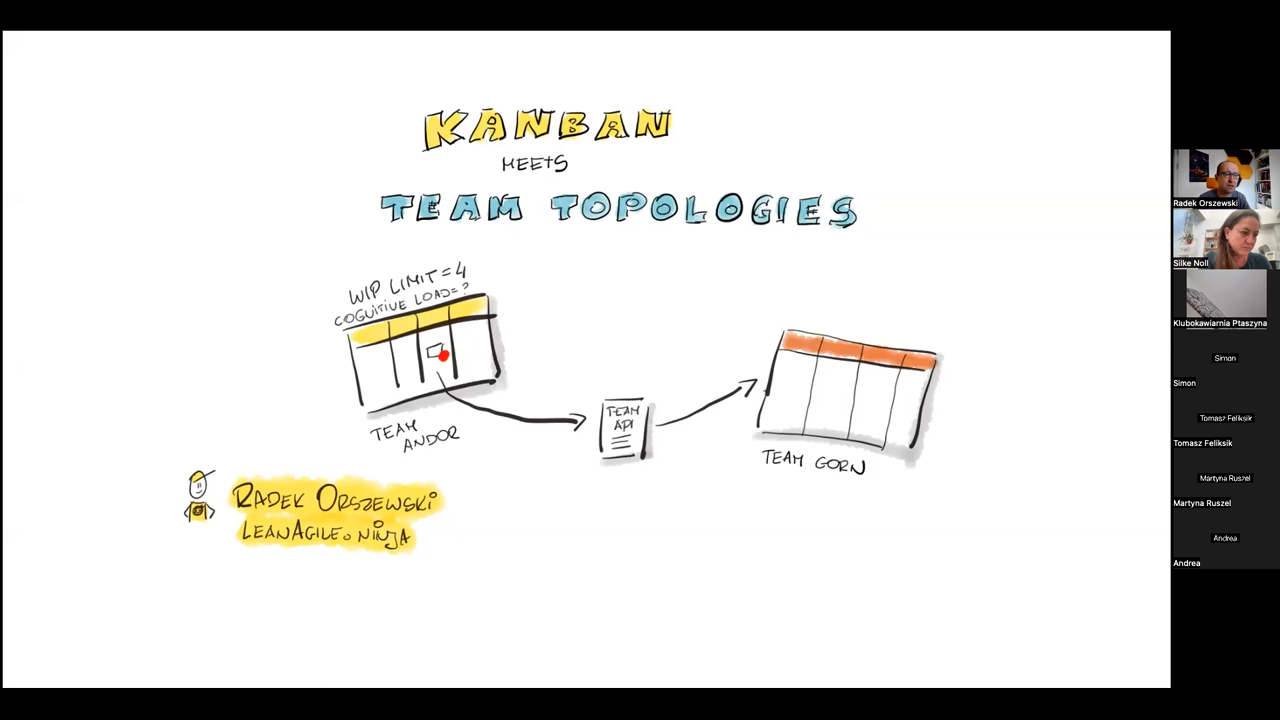 KANBAN
MEETS
TEAM TOPOLOGIES
WIP LIMIT = 4
COGNITIVE LOAD = ?
TEAM
ANDOR
TEAM
API
TEAM GORN
RADEK ORSZEWSKI
LEANAGILE.NINJA
Radek Orszewski
Silke Noll
Klubokawiarnia Ptaszyna
Simon
Simon
Tomasz Feliksik
Tomasz Feliksik
Martyna Ruszel
Martyna Ruszel
Andrea
Andrea